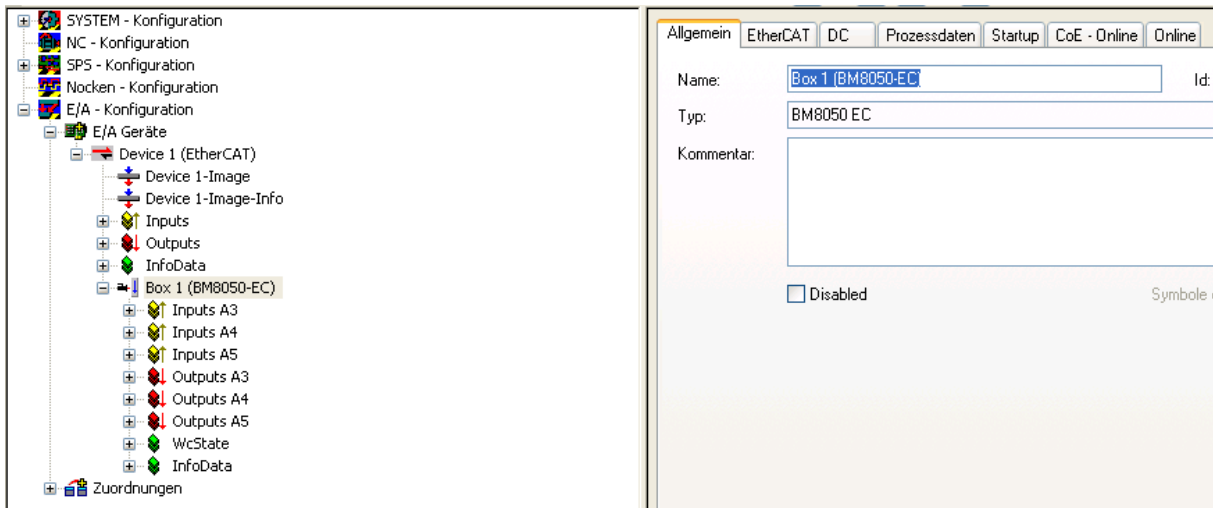 SYSTEM - Konfiguration
NC - Konfiguration
SPS - Konfiguration
Nocken - Konfiguration
E/A - Konfiguration
E/A Geräte
Device 1 (EtherCAT)
Device 1-Image
Device 1-Image-Info
Inputs
Outputs
InfoData
Box 1 (BM8050-EC)
Inputs A3
Inputs A4
Inputs A5
Outputs A3
Outputs A4
Outputs A5
WcState
InfoData
Zuordnungen
Allgemein EtherCAT DC Prozessdaten Startup CoE - Online Online
Name: Box 1 (BM8050-EC) Id:
Typ: BM8050 EC
Kommentar:
Disabled Symbole